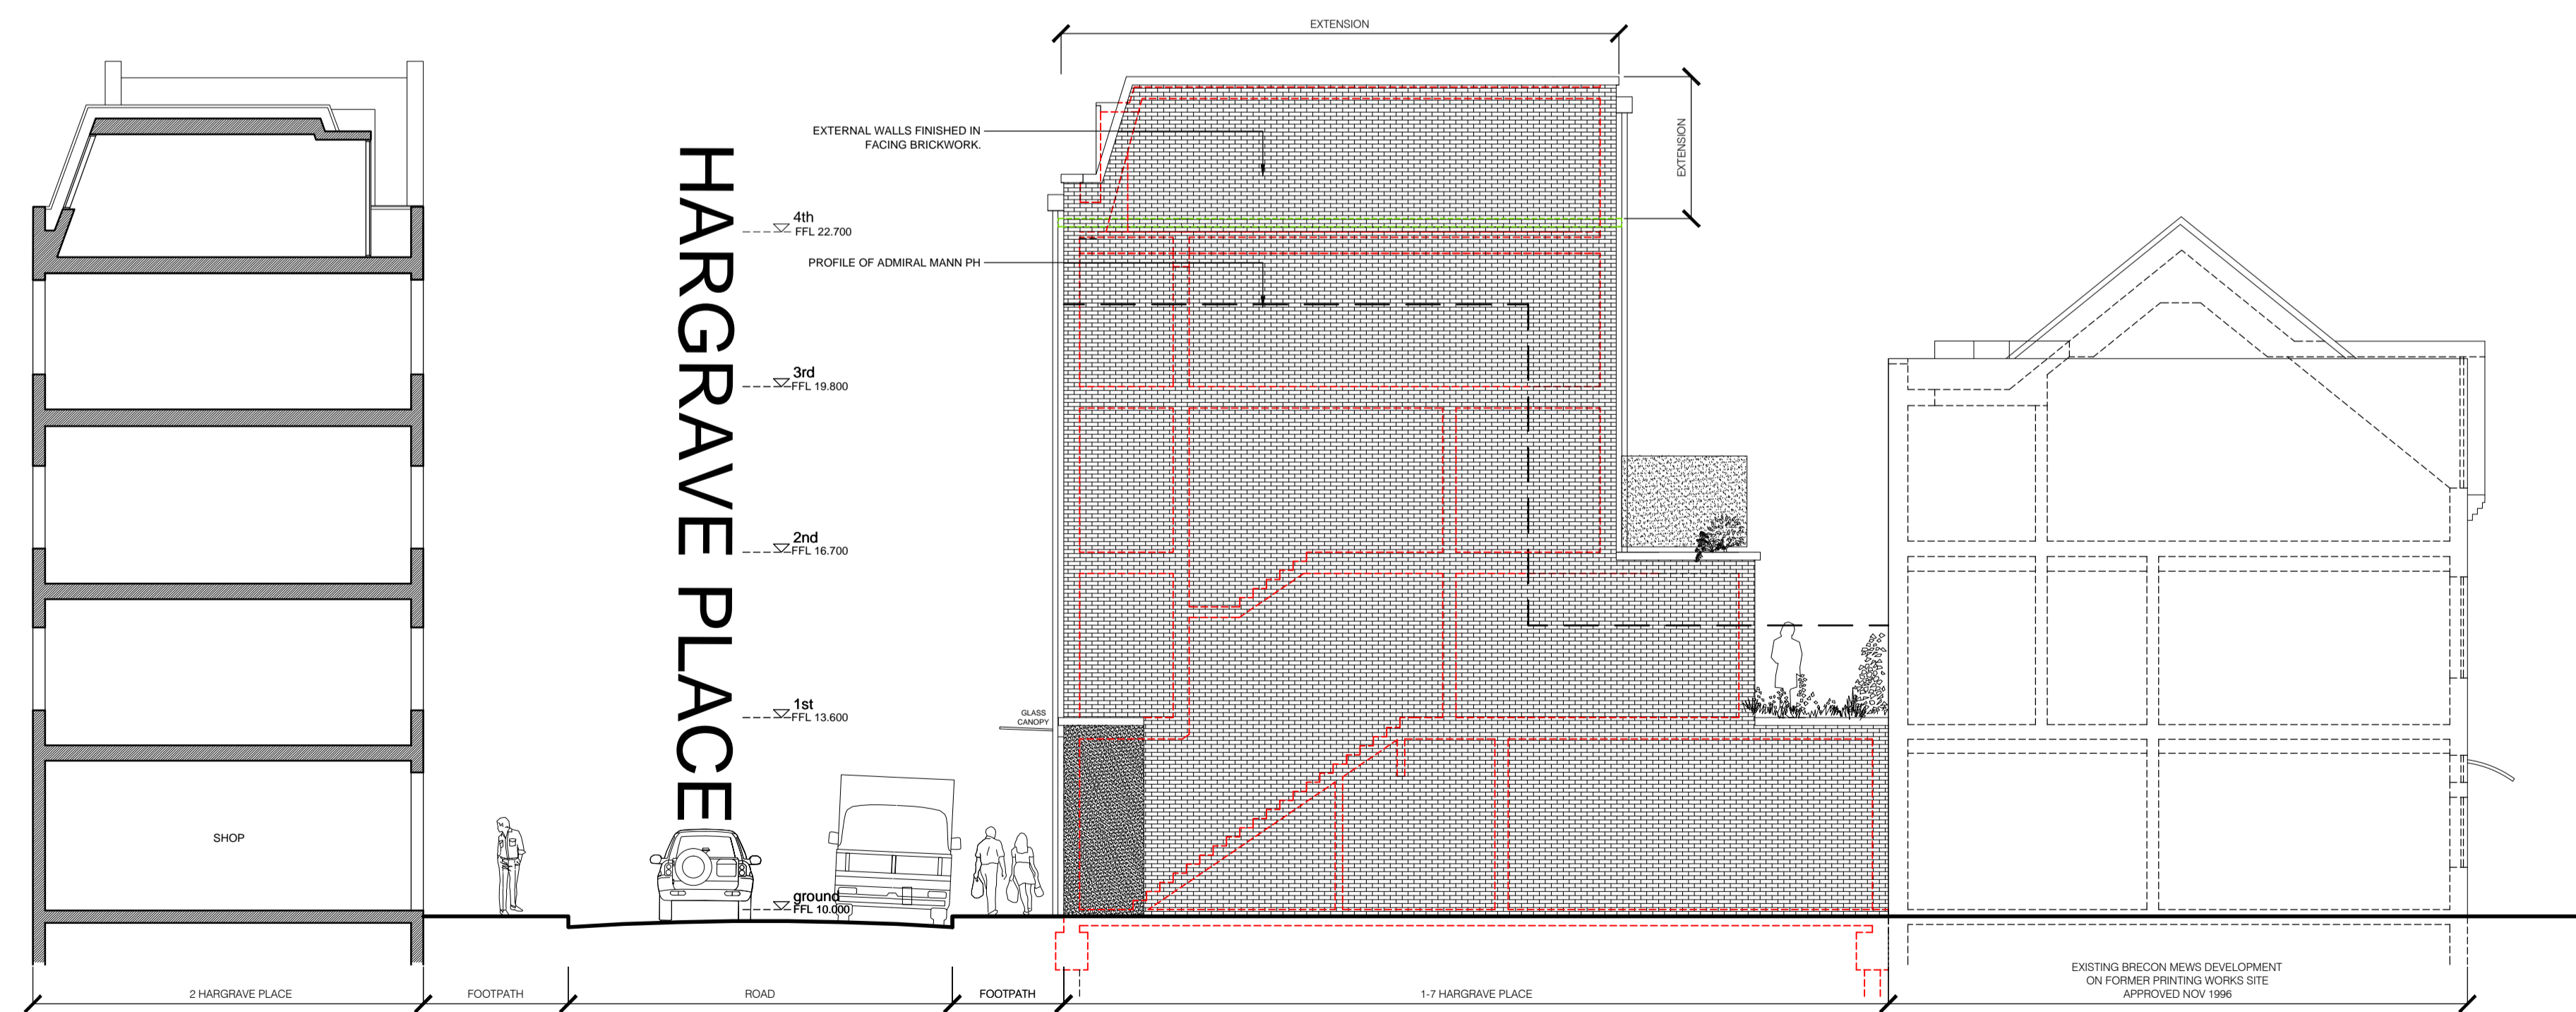 EXTENSION
EXTERNAL WALLS FINISHED IN
FACING BRICKWORK.
EXTENSION
HARGRAVE PLACE
4th
FFL 22.700
PROFILE OF ADMIRAL MANN PH
3rd
FFL 19.800
2nd
FFL 16.700
1st
FFL 13.600
GLASS
CANOPY
SHOP
ground
FFL 10.000
2 HARGRAVE PLACE
FOOTPATH
ROAD
FOOTPATH
1-7 HARGRAVE PLACE
EXISTING BRECON MEWS DEVELOPMENT
ON FORMER PRINTING WORKS SITE
APPROVED NOV 1996